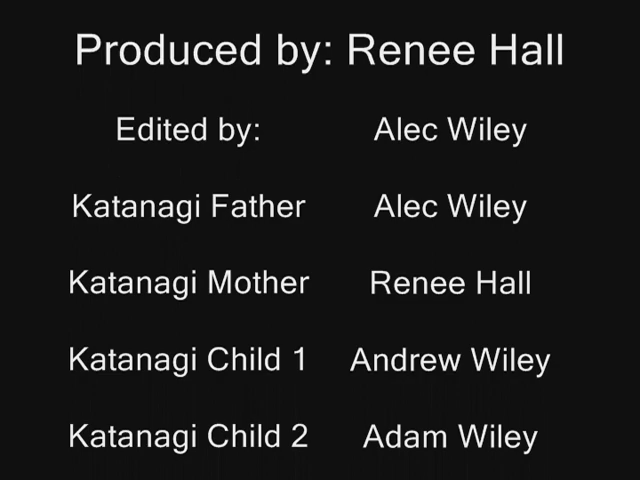 Produced by: Renee Hall
Edited by: Alec Wiley
Katanagi Father Alec Wiley
Katanagi Mother Renee Hall
Katanagi Child 1 Andrew Wiley
Katanagi Child 2 Adam Wiley